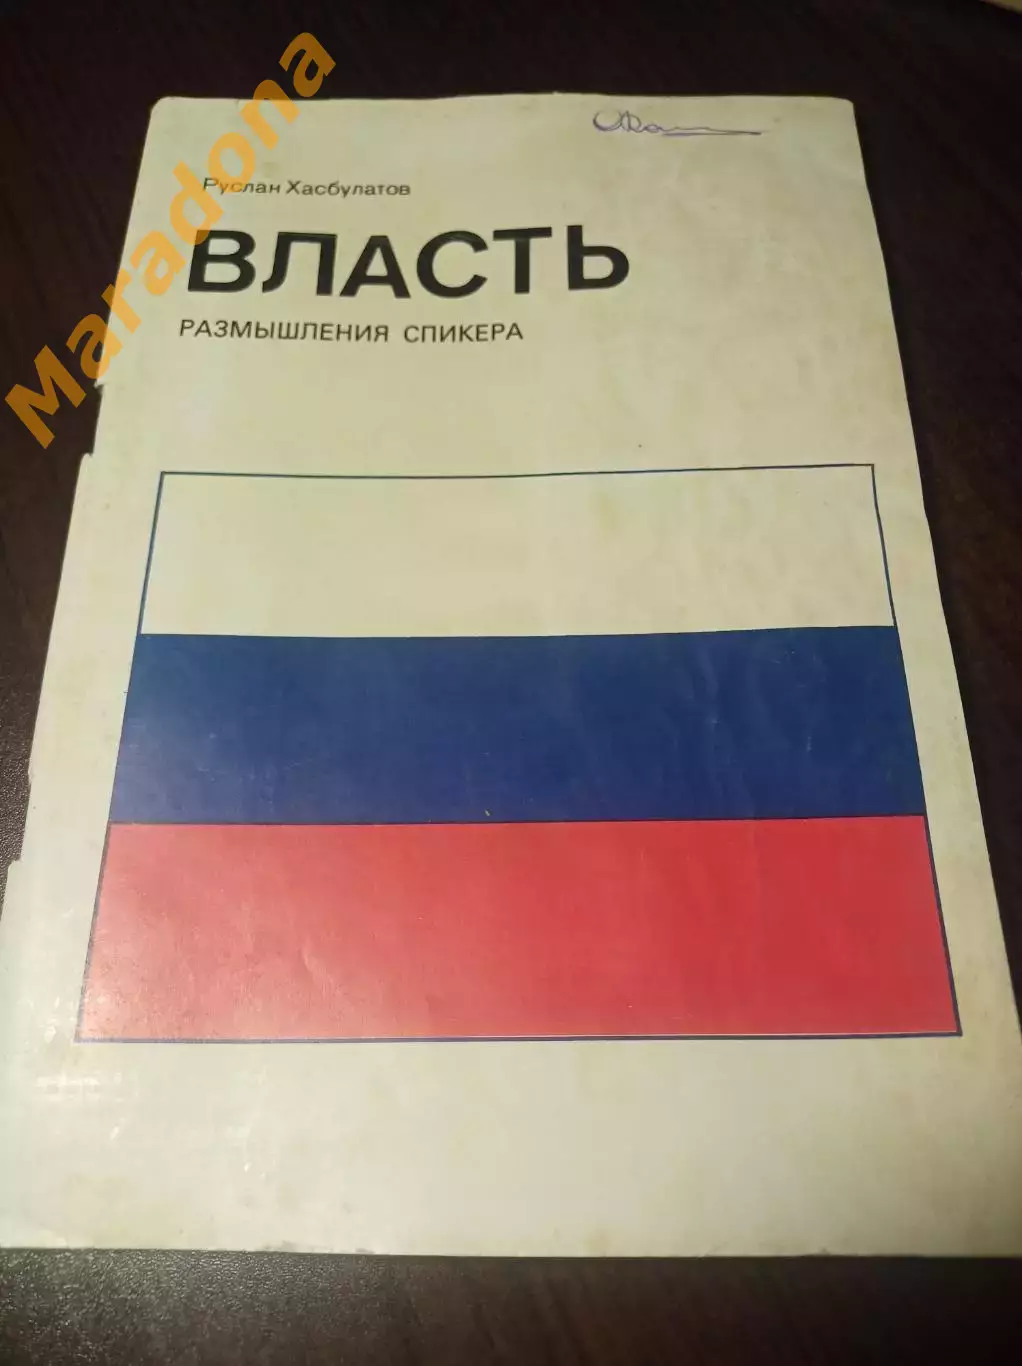 Руслан Хасбулатов
ВЛАСТЬ
РАЗМЫШЛЕНИЯ СПИКЕРА
Maradona